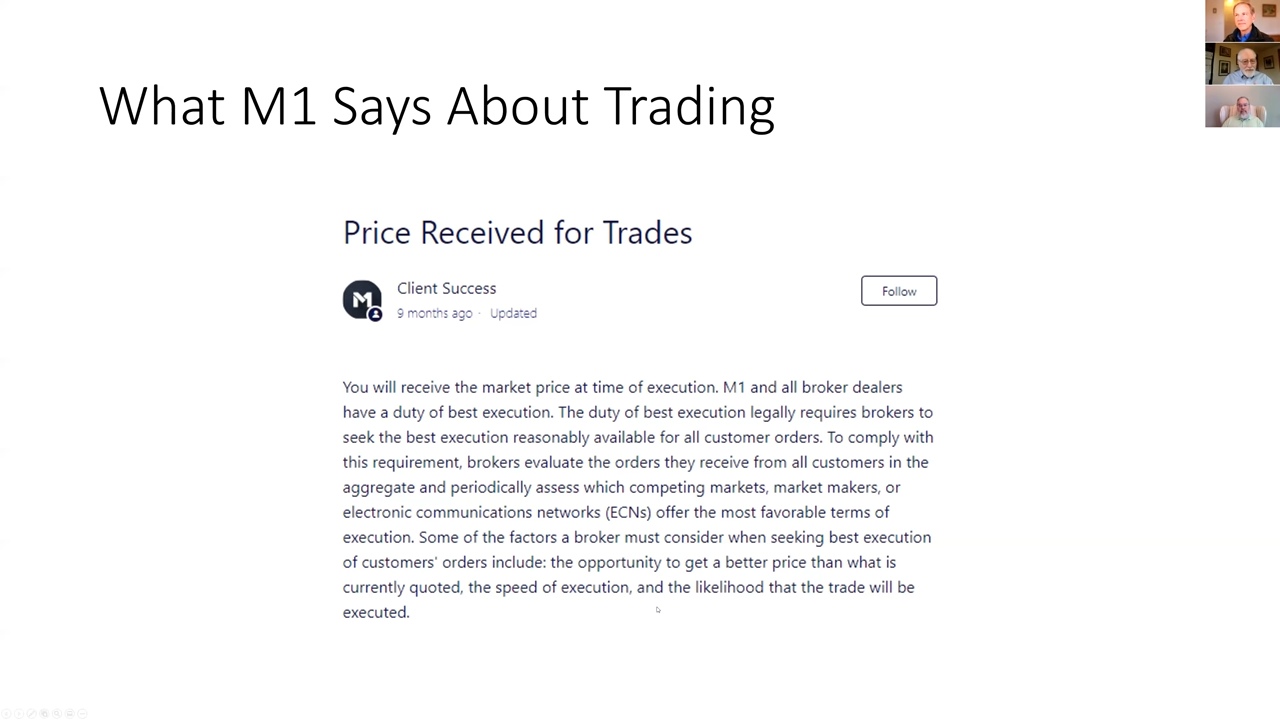 What M1 Says About Trading
Price Received for Trades
M
Client Success
9 months ago · Updated
Follow
You will receive the market price at time of execution. M1 and all broker dealers
have a duty of best execution. The duty of best execution legally requires brokers to
seek the best execution reasonably available for all customer orders. To comply with
this requirement, brokers evaluate the orders they receive from all customers in the
aggregate and periodically assess which competing markets, market makers, or
electronic communications networks (ECNs) offer the most favorable terms of
execution. Some of the factors a broker must consider when seeking best execution
of customers' orders include: the opportunity to get a better price than what is
currently quoted, the speed of execution, and the likelihood that the trade will be
executed.